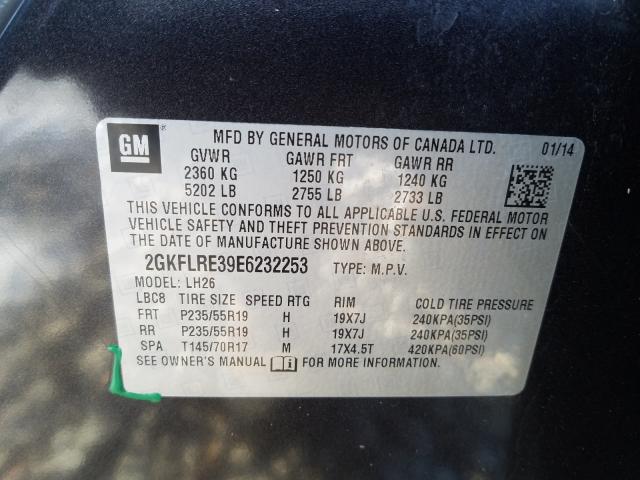 GM ® MFD BY GENERAL MOTORS OF CANADA LTD. 01/14
GVWR GAWR FRT GAWR RR
2360 KG 1250 KG 1240 KG
5202 LB 2755 LB 2733 LB
THIS VEHICLE CONFORMS TO ALL APPLICABLE U.S. FEDERAL MOTOR
VEHICLE SAFETY AND THEFT PREVENTION STANDARDS IN EFFECT ON
THE DATE OF MANUFACTURE SHOWN ABOVE.
2GKFLRE39E6232253 TYPE: M.P.V.
MODEL: LH26
LBC8 TIRE SIZE SPEED RTG RIM COLD TIRE PRESSURE
FRT P235/55R19 H 19X7J 240KPA(35PSI)
RR P235/55R19 H 19X7J 240KPA(35PSI)
SPA T145/70R17 M 17X4.5T 420KPA(60PSI)
SEE OWNER'S MANUAL FOR MORE INFORMATION.